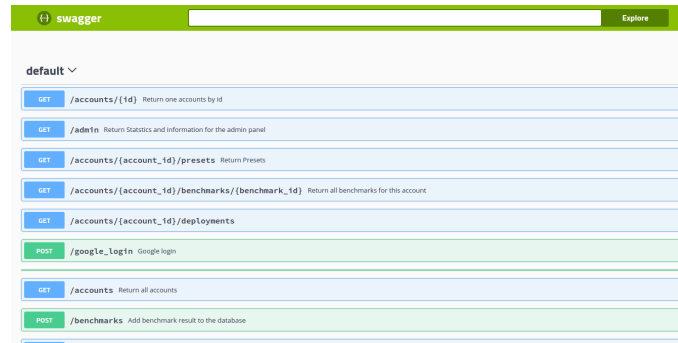 {-} swagger Explore
default
GET /accounts/{id} Return one accounts by id
GET /admin Return Statstics and information for the admin panel
GET /accounts/{account_id}/presets Return Presets
GET /accounts/{account_id}/benchmarks/{benchmark_id} Return all benchmarks for this account
GET /accounts/{account_id}/deployments
POST /google_login Google login
GET /accounts Return all accounts
POST /benchmarks Add benchmark result to the database